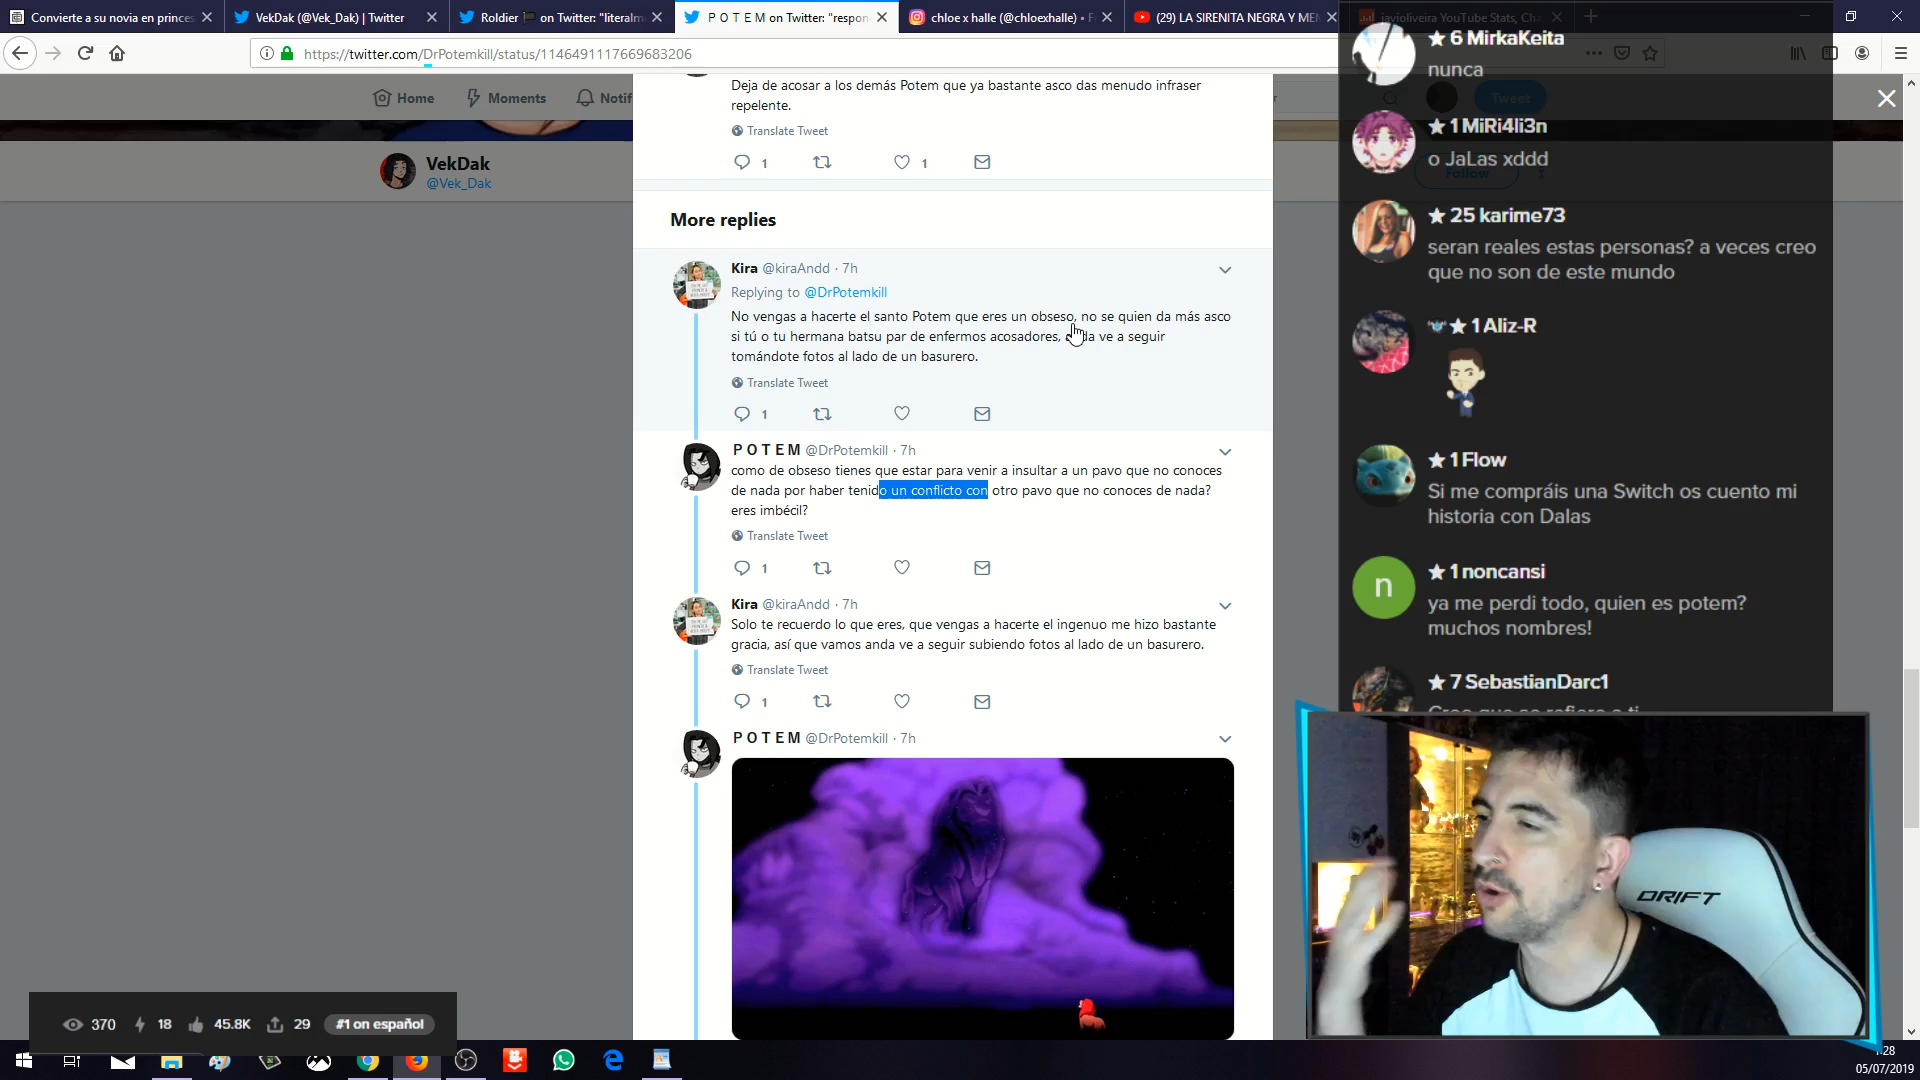 Convierte a su novia en princes
VekDak (@Vek_Dak) | Twitter
Roldier on Twitter: "literalm
P O T E M on Twitter: "respon
chloe x halle (@chloexhalle) •
(29) LA SIRENITA NEGRA Y ME
javioliveira YouTube Stats, Ch
https://twitter.com/DrPotemkill/status/1146491117669683206
Home
Moments
Notif
Tweet
VekDak
@Vek_Dak
Follow
Deja de acosar a los demás Potem que ya bastante asco das menudo infraser
repelente.
Translate Tweet
1
1
More replies
Kira @kiraAndd · 7h
Replying to @DrPotemkill
No vengas a hacerte el santo Potem que eres un obseso, no se quien da más asco
si tú o tu hermana batsu par de enfermos acosadores, da ve a seguir
tomándote fotos al lado de un basurero.
Translate Tweet
1
P O T E M @DrPotemkill · 7h
como de obseso tienes que estar para venir a insultar a un pavo que no conoces
de nada por haber tenido un conflicto con otro pavo que no conoces de nada?
eres imbécil?
Translate Tweet
1
Kira @kiraAndd · 7h
Solo te recuerdo lo que eres, que vengas a hacerte el ingenuo me hizo bastante
gracia, así que vamos anda ve a seguir subiendo fotos al lado de un basurero.
Translate Tweet
1
P O T E M @DrPotemkill · 7h
6 MirkaKeita
nunca
1 MiRi4li3n
o JaLas xddd
25 karime73
seran reales estas personas? a veces creo
que no son de este mundo
1 Aliz-R
1 Flow
Si me compráis una Switch os cuento mi
historia con Dalas
n
1 noncansi
ya me perdi todo, quien es potem?
muchos nombres!
7 SebastianDarc1
Creo que se refiere a ti
DRIFT
370
18
45.8K
29
#1 on español
:28
05/07/2019